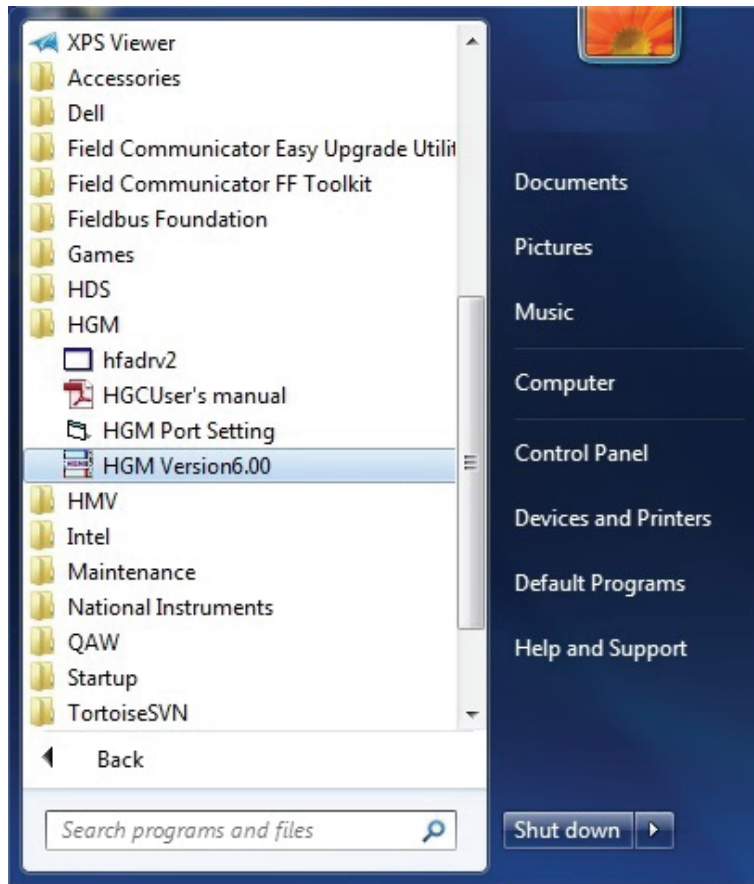 XPS Viewer
Accessories
Dell
Field Communicator Easy Upgrade Utilit
Field Communicator FF Toolkit
Fieldbus Foundation
Games
HDS
HGM
hfadrv2
HGCUser's manual
HGM Port Setting
HGM Version6.00
HMV
Intel
Maintenance
National Instruments
QAW
Startup
TortoiseSVN
Back
Search programs and files
Documents
Pictures
Music
Computer
Control Panel
Devices and Printers
Default Programs
Help and Support
Shut down